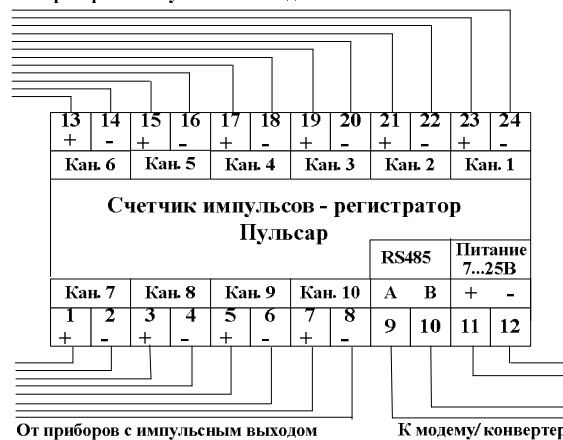 13 14 15 16 17 18 19 20 21 22 23 24
+ - + - + - + - + - + -
Кан. 6 Кан. 5 Кан. 4 Кан. 3 Кан. 2 Кан. 1
Счетчик импульсов - регистратор
Пульсар
RS485 Питание
7...25В
Кан. 7 Кан. 8 Кан. 9 Кан. 10 А В + -
1 2 3 4 5 6 7 8 9 10 11 12
+ - + - + - + -
От приборов с импульсным выходом К модему/ конвертер